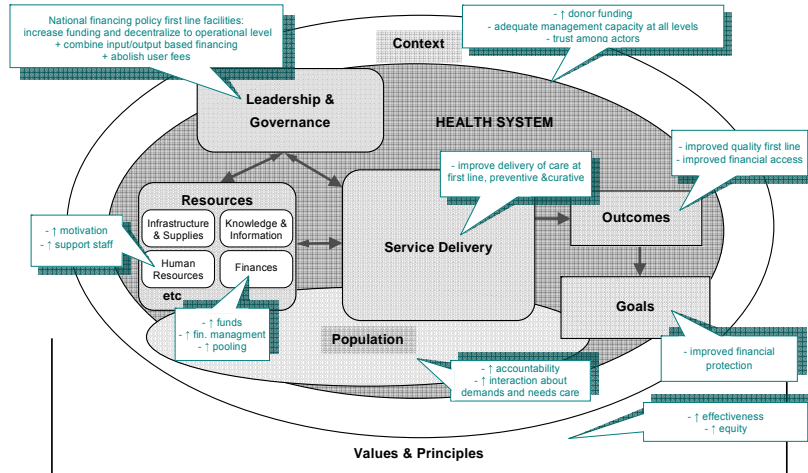 National financing policy first line facilities:
increase funding and decentralize to operational level
+ combine input/output based financing
+ abolish user fees
Context
- ↑ donor funding
- adequate management capacity at all levels
- trust among actors
Leadership &
Governance
HEALTH SYSTEM
- improved quality first line
- improved financial access
- improve delivery of care at
first line, preventive &curative
Resources
Infrastructure
& Supplies
Knowledge &
Information
Human
Resources
Finances
etc
- ↑ motivation
- ↑ support staff
Service Delivery
Outcomes
Goals
- ↑ funds
- ↑ fin. managment
- ↑ pooling
Population
- ↑ accountability
- ↑ interaction about
demands and needs care
- improved financial
protection
- ↑ effectiveness
- ↑ equity
Values & Principles